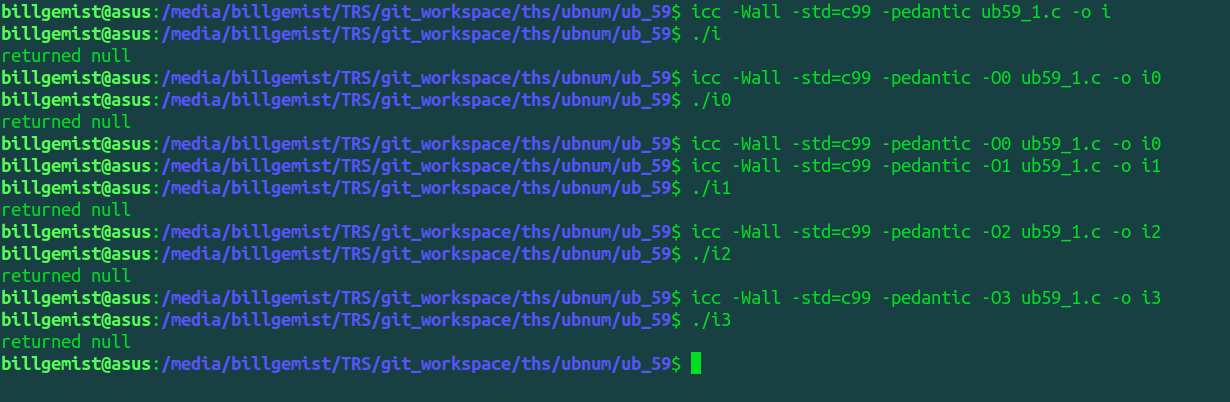 billgemist@asus:/media/billgemist/TRS/git_workspace/ths/ubnum/ub_59$ icc -Wall -std=c99 -pedantic ub59_1.c -o i
billgemist@asus:/media/billgemist/TRS/git_workspace/ths/ubnum/ub_59$ ./i
returned null
billgemist@asus:/media/billgemist/TRS/git_workspace/ths/ubnum/ub_59$ icc -Wall -std=c99 -pedantic -O0 ub59_1.c -o i0
billgemist@asus:/media/billgemist/TRS/git_workspace/ths/ubnum/ub_59$ ./i0
returned null
billgemist@asus:/media/billgemist/TRS/git_workspace/ths/ubnum/ub_59$ icc -Wall -std=c99 -pedantic -O0 ub59_1.c -o i0
billgemist@asus:/media/billgemist/TRS/git_workspace/ths/ubnum/ub_59$ icc -Wall -std=c99 -pedantic -O1 ub59_1.c -o i1
billgemist@asus:/media/billgemist/TRS/git_workspace/ths/ubnum/ub_59$ ./i1
returned null
billgemist@asus:/media/billgemist/TRS/git_workspace/ths/ubnum/ub_59$ icc -Wall -std=c99 -pedantic -O2 ub59_1.c -o i2
billgemist@asus:/media/billgemist/TRS/git_workspace/ths/ubnum/ub_59$ ./i2
returned null
billgemist@asus:/media/billgemist/TRS/git_workspace/ths/ubnum/ub_59$ icc -Wall -std=c99 -pedantic -O3 ub59_1.c -o i3
billgemist@asus:/media/billgemist/TRS/git_workspace/ths/ubnum/ub_59$ ./i3
returned null
billgemist@asus:/media/billgemist/TRS/git_workspace/ths/ubnum/ub_59$